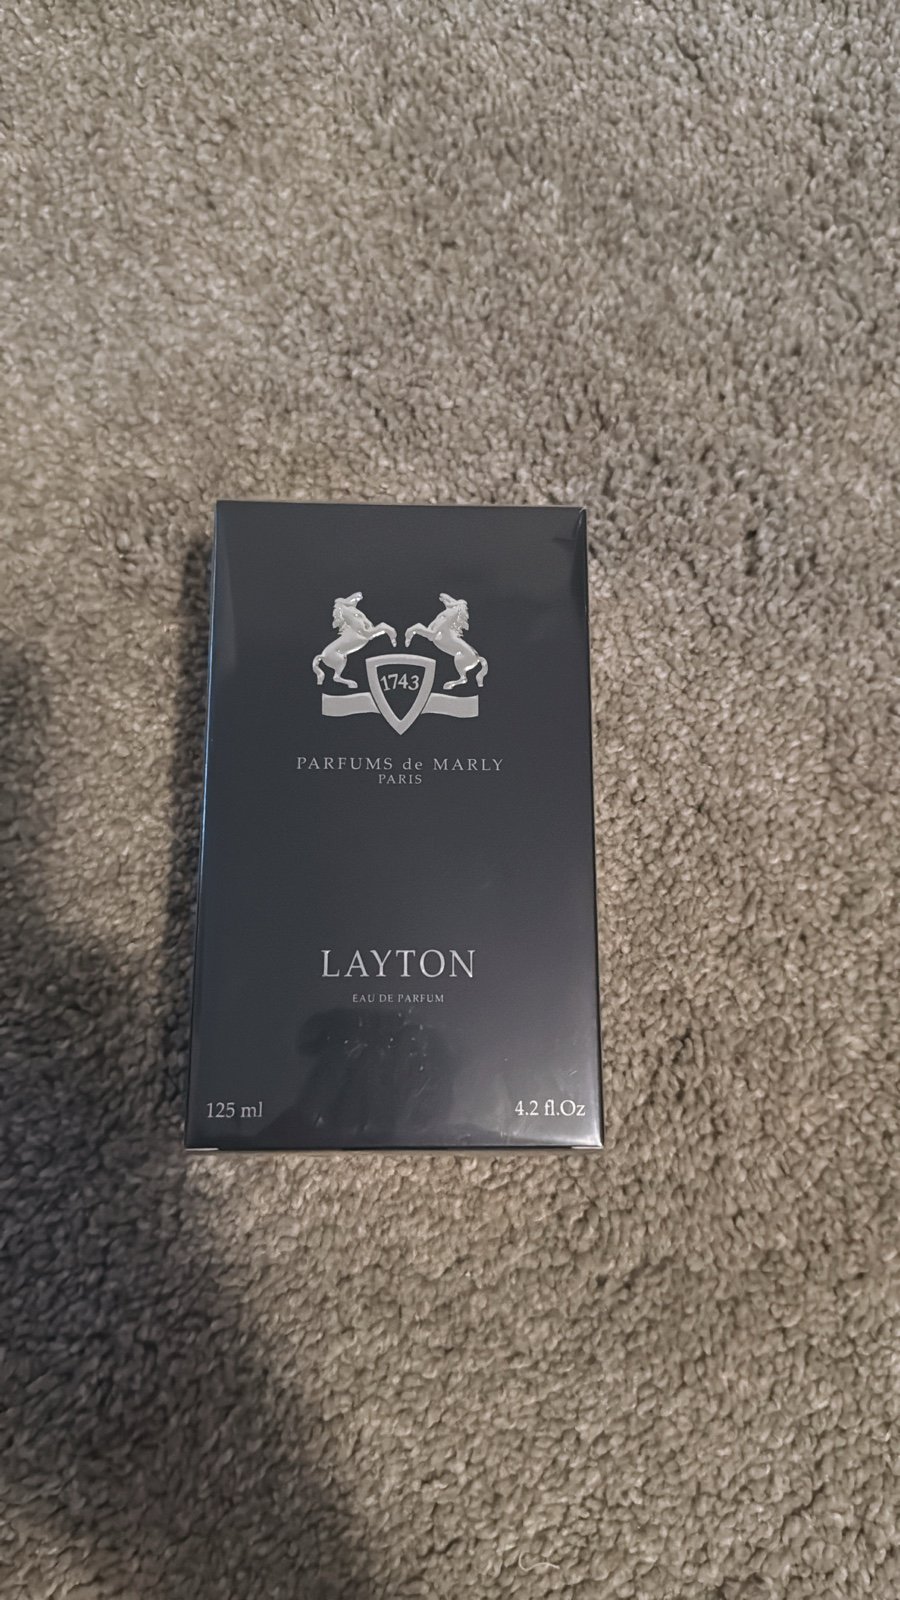 1743
PARFUMS de MARLY
PARIS
LAYTON
EAU DE PARFUM
125 ml 4.2 fl.Oz